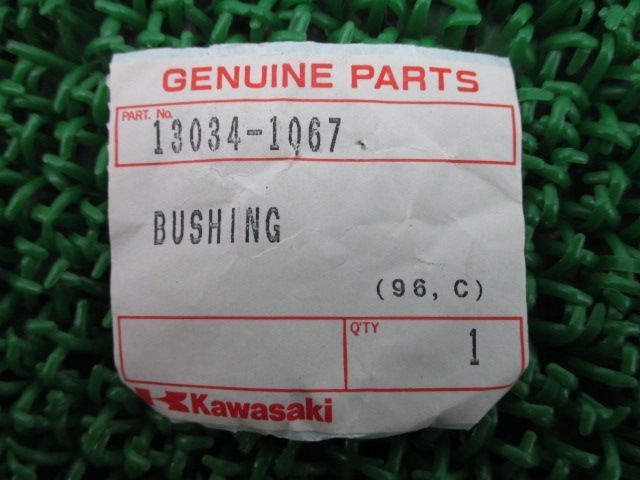 GENUINE PARTS
PART. No.
13034-1067
BUSHING
(96, C)
Q'TY
1
Kawasaki